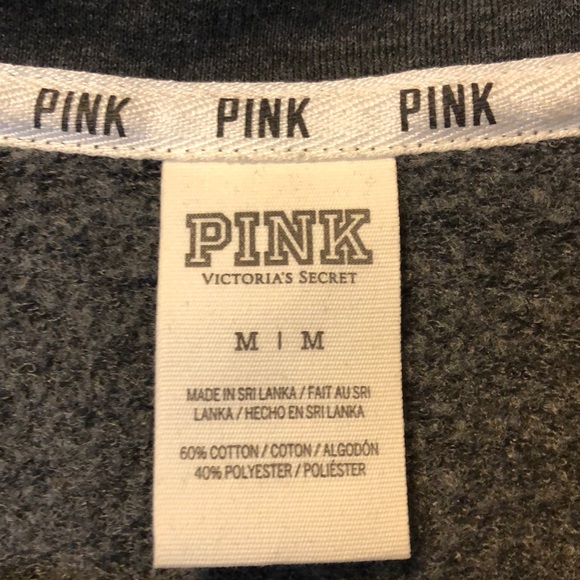 PINK PINK PINK
PINK
VICTORIA'S SECRET
M | M
MADE IN SRI LANKA / FAIT AU SRI
LANKA / HECHO EN SRI LANKA
60% COTTON / COTON / ALGODÓN
40% POLYESTER / POLIÉSTER